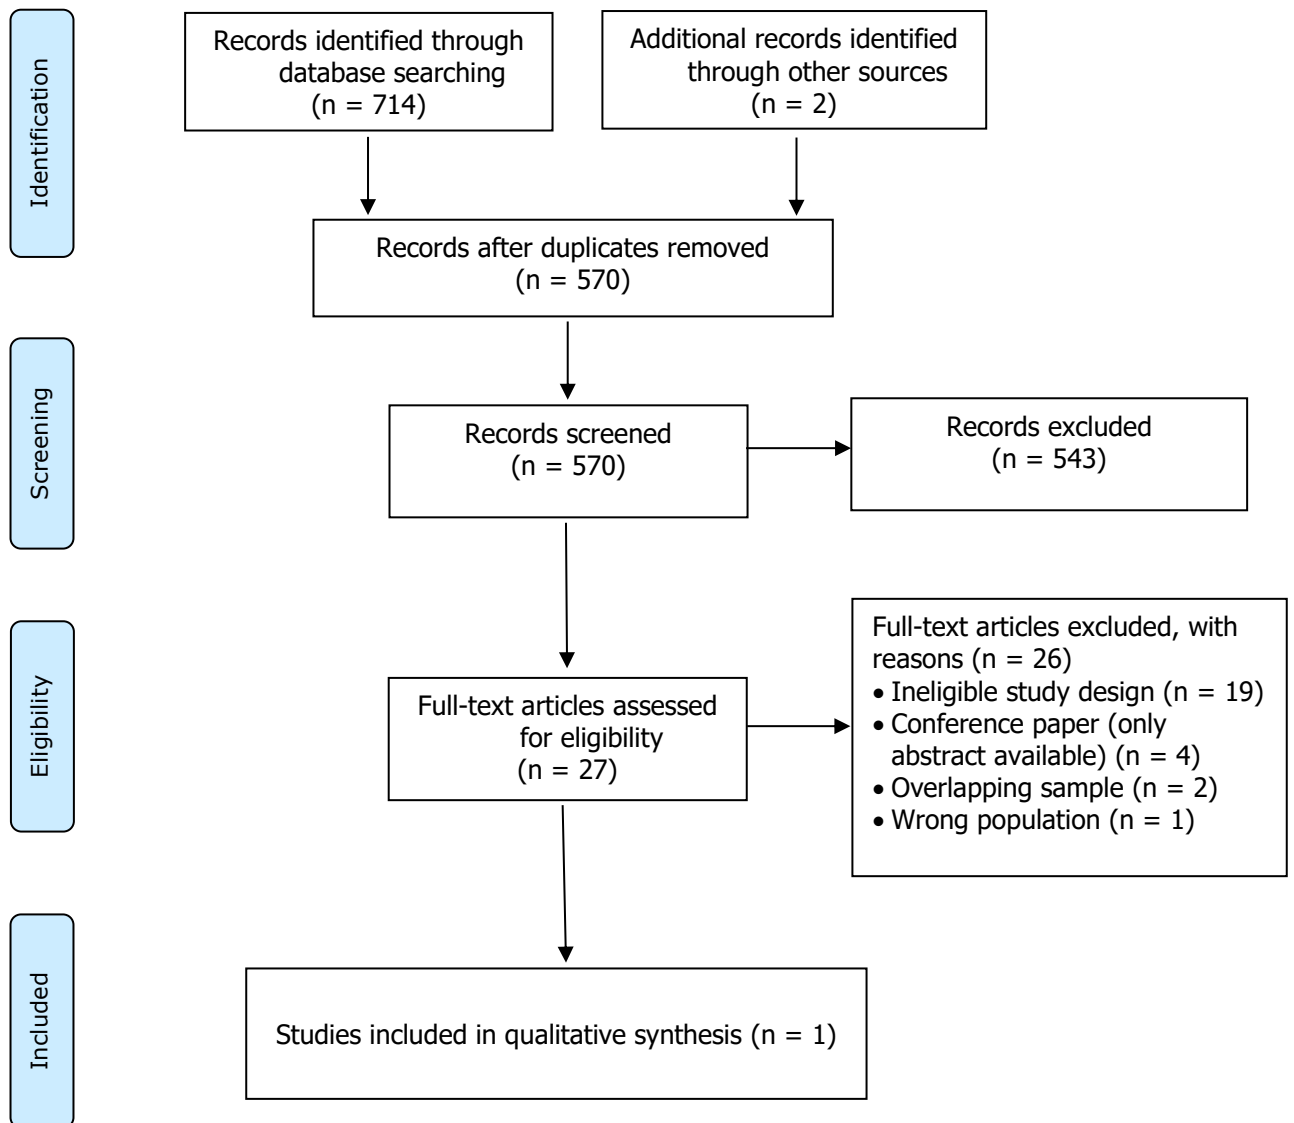 Identification
Records identified through
database searching
(n = 714)
Additional records identified
through other sources
(n = 2)
Records after duplicates removed
(n = 570)
Screening
Records screened
(n = 570)
Records excluded
(n = 543)
Eligibility
Full-text articles assessed
for eligibility
(n = 27)
Full-text articles excluded, with
reasons (n = 26)
• Ineligible study design (n = 19)
• Conference paper (only
abstract available) (n = 4)
• Overlapping sample (n = 2)
• Wrong population (n = 1)
Included
Studies included in qualitative synthesis (n = 1)